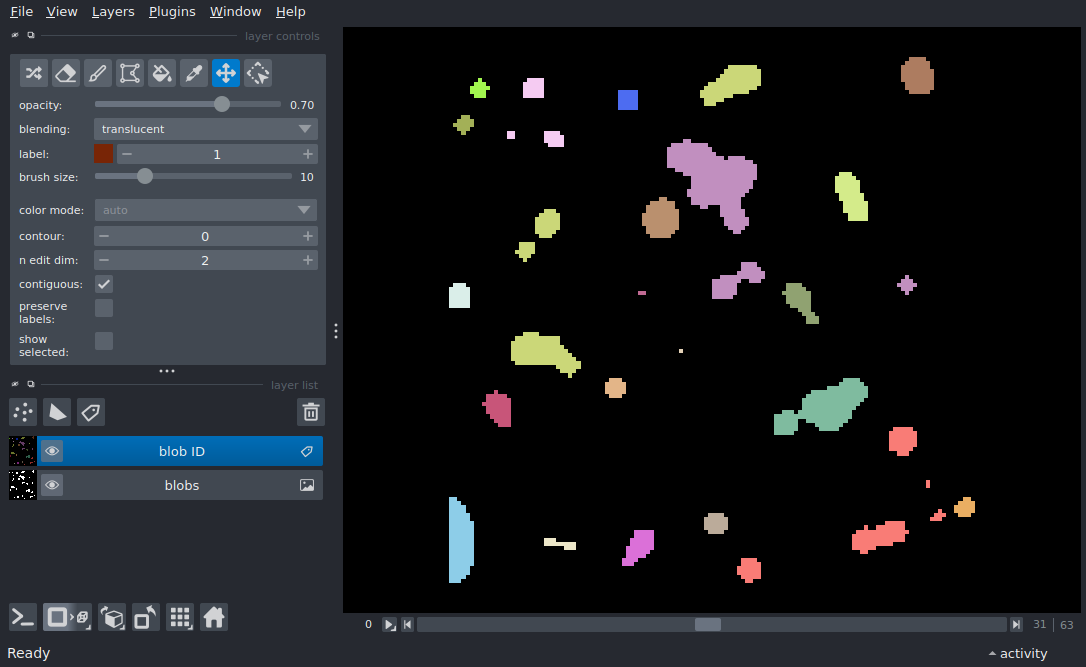 File View Layers Plugins Window Help
layer controls
opacity: 0.70
blending: translucent
label: 1
brush size: 10
color mode: auto
contour: 0
n edit dim: 2
contiguous:
preserve
labels:
show
selected:
layer list
blob ID
blobs
0 31 63
Ready activity